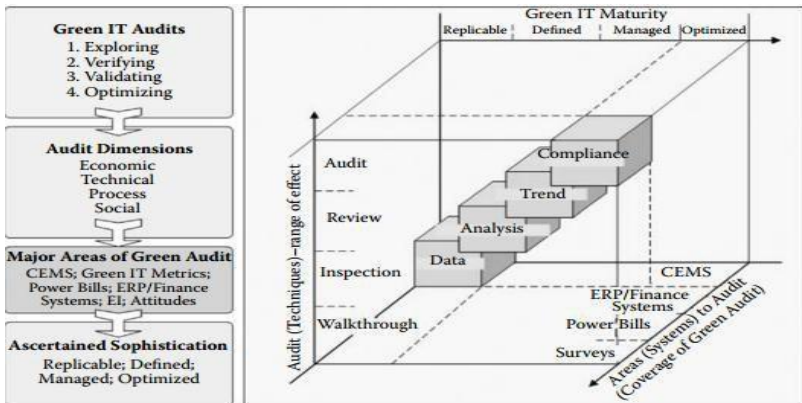 Green IT Audits
1. Exploring
2. Verifying
3. Validating
4. Optimizing
Audit Dimensions
Economic
Technical
Process
Social
Major Areas of Green Audit
CEMS; Green IT Metrics;
Power Bills; ERP/Finance
Systems; EI; Attitudes
Ascertained Sophistication
Replicable; Defined;
Managed; Optimized
Green IT Maturity
Replicable Defined Managed Optimized
Audit (Techniques)–range of effect
Audit
Review
Inspection
Walkthrough
Compliance
Trend
Analysis
Data
CEMS
ERP/Finance
Systems
Power Bills
Surveys
Areas (Systems) to Audit
(Coverage of Green Audit)